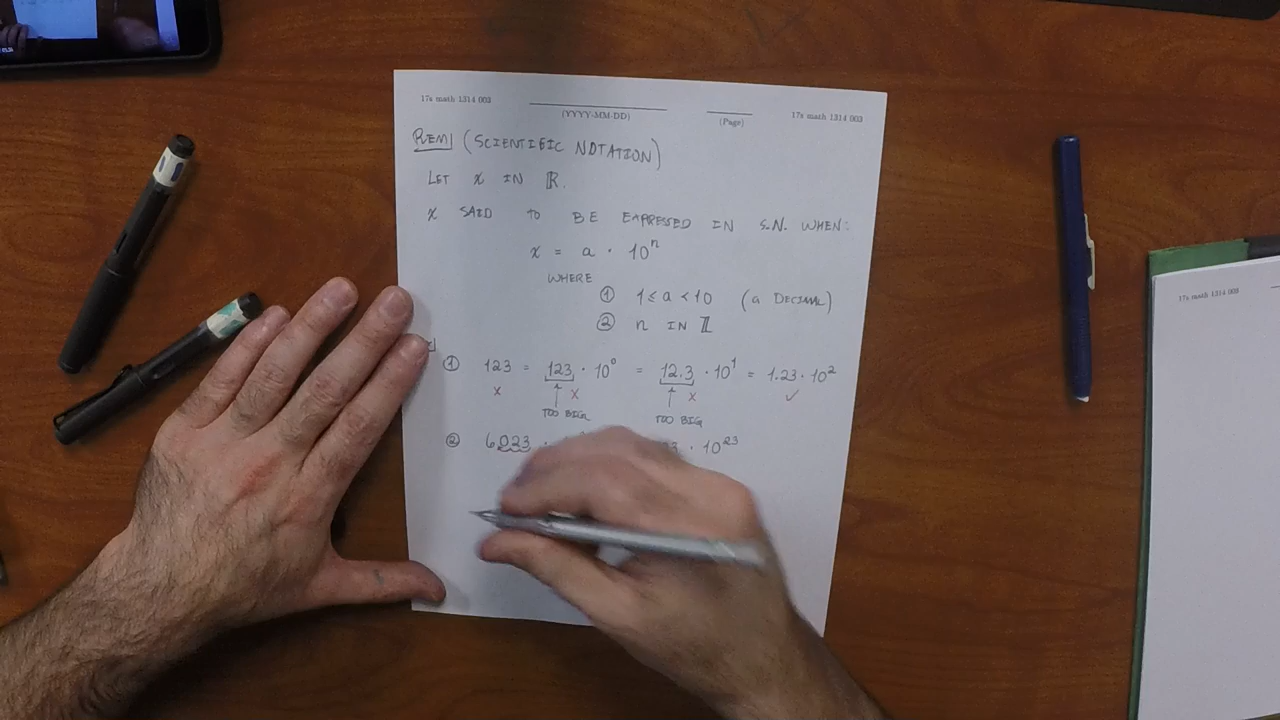 17s math 1314 003 (YYYY-MM-DD) (Page) 17s math 1314 003
REM (SCIENTIFIC NOTATION)
LET x IN ℝ.
x SAID TO BE EXPRESSED IN S.N. WHEN:
x = a · 10ⁿ
WHERE
① 1 ≤ a < 10 (a DECIMAL)
② n IN ℤ
① 123 = 123 · 10⁰ = 12.3 · 10¹ = 1.23 · 10²
x x x ✓
TOO BIG TOO BIG
② 6,023 · 10²³
17s math 1314 003